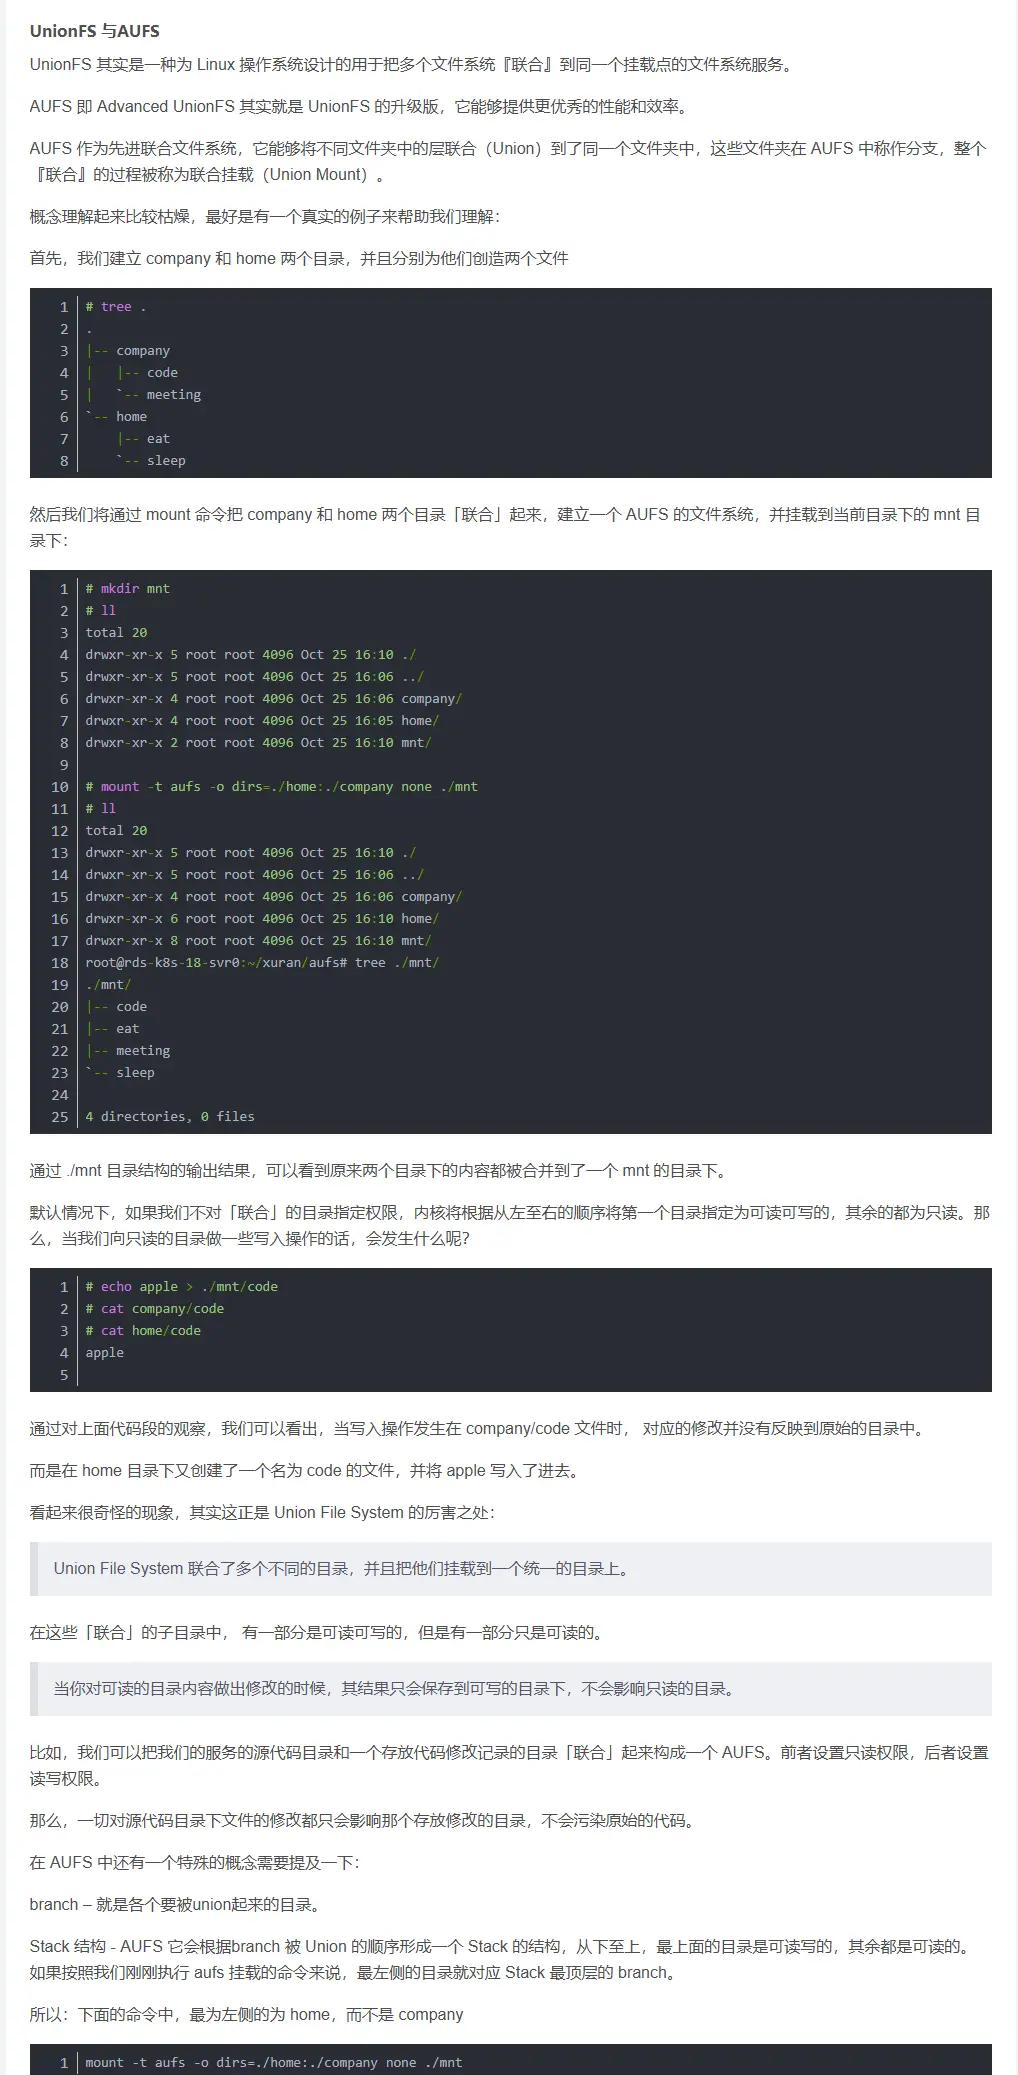 UnionFS 与AUFS
UnionFS 其实是一种为 Linux 操作系统设计的用于把多个文件系统『联合』到同一个挂载点的文件系统服务。
AUFS 即 Advanced UnionFS 其实就是 UnionFS 的升级版，它能够提供更优秀的性能和效率。
AUFS 作为先进联合文件系统，它能够将不同文件夹中的层联合（Union）到了同一个文件夹中，这些文件夹在 AUFS 中称作分支，整个
『联合』的过程被称为联合挂载（Union Mount）。
概念理解起来比较枯燥，最好是有一个真实的例子来帮助我们理解：
首先，我们建立 company 和 home 两个目录，并且分别为他们创造两个文件
1 # tree .
2 .
3 |-- company
4 |   |-- code
5 |   `-- meeting
6 `-- home
7     |-- eat
8     `-- sleep
然后我们将通过 mount 命令把 company 和 home 两个目录「联合」起来，建立一个 AUFS 的文件系统，并挂载到当前目录下的 mnt 目
录下：
1 # mkdir mnt
2 # ll
3 total 20
4 drwxr-xr-x 5 root root 4096 Oct 25 16:10 ./
5 drwxr-xr-x 5 root root 4096 Oct 25 16:06 ../
6 drwxr-xr-x 4 root root 4096 Oct 25 16:06 company/
7 drwxr-xr-x 4 root root 4096 Oct 25 16:05 home/
8 drwxr-xr-x 2 root root 4096 Oct 25 16:10 mnt/
9
10 # mount -t aufs -o dirs=./home:./company none ./mnt
11 # ll
12 total 20
13 drwxr-xr-x 5 root root 4096 Oct 25 16:10 ./
14 drwxr-xr-x 5 root root 4096 Oct 25 16:06 ../
15 drwxr-xr-x 4 root root 4096 Oct 25 16:06 company/
16 drwxr-xr-x 6 root root 4096 Oct 25 16:10 home/
17 drwxr-xr-x 8 root root 4096 Oct 25 16:10 mnt/
18 root@rds-k8s-18-svr0:~/xuran/aufs# tree ./mnt/
19 ./mnt/
20 |-- code
21 |-- eat
22 |-- meeting
23 `-- sleep
24
25 4 directories, 0 files
通过 ./mnt 目录结构的输出结果，可以看到原来两个目录下的内容都被合并到了一个 mnt 的目录下。
默认情况下，如果我们不对「联合」的目录指定权限，内核将根据从左至右的顺序将第一个目录指定为可读可写的，其余的都为只读。那
么，当我们向只读的目录做一些写入操作的话，会发生什么呢？
1 # echo apple > ./mnt/code
2 # cat company/code
3 # cat home/code
4 apple
5
通过对上面代码段的观察，我们可以看出，当写入操作发生在 company/code 文件时， 对应的修改并没有反映到原始的目录中。
而是在 home 目录下又创建了一个名为 code 的文件，并将 apple 写入了进去。
看起来很奇怪的现象，其实这正是 Union File System 的厉害之处：
Union File System 联合了多个不同的目录，并且把他们挂载到一个统一的目录上。
在这些「联合」的子目录中， 有一部分是可读可写的，但是有一部分只是可读的。
当你对可读的目录内容做出修改的时候，其结果只会保存到可写的目录下，不会影响只读的目录。
比如，我们可以把我们的服务的源代码目录和一个存放代码修改记录的目录「联合」起来构成一个 AUFS。前者设置只读权限，后者设置
读写权限。
那么，一切对源代码目录下文件的修改都只会影响那个存放修改的目录，不会污染原始的代码。
在 AUFS 中还有一个特殊的概念需要提及一下：
branch – 就是各个要被union起来的目录。
Stack 结构 - AUFS 它会根据branch 被 Union 的顺序形成一个 Stack 的结构，从下至上，最上面的目录是可读写的，其余都是可读的。
如果按照我们刚刚执行 aufs 挂载的命令来说，最左侧的目录就对应 Stack 最顶层的 branch。
所以：下面的命令中，最为左侧的为 home，而不是 company
1 mount -t aufs -o dirs=./home:./company none ./mnt